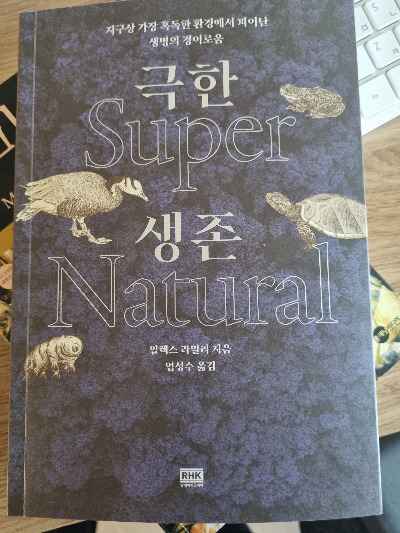 지구상 가장 혹독한 환경에서 피어난
생명의 경이로움
극한
Super
생존
Natural
알렉스 라일리 지음
엄성수 옮김
RHK